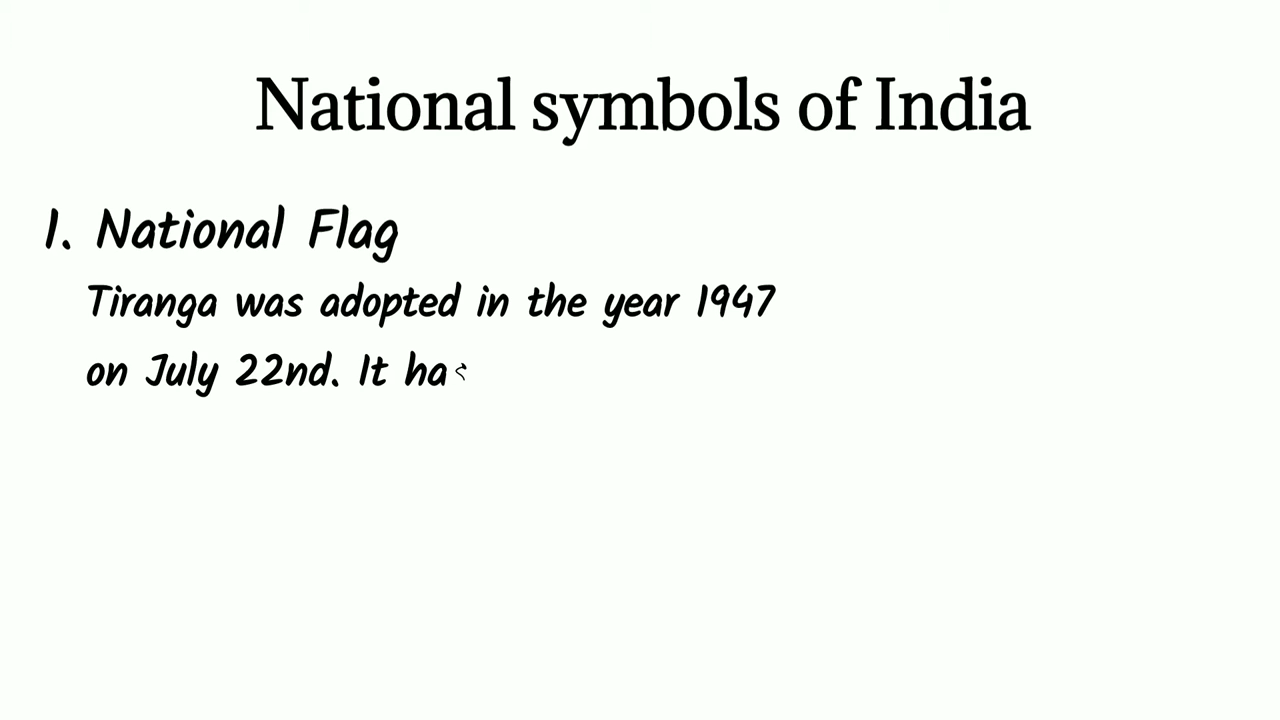 National symbols of India
1. National Flag
Tiranga was adopted in the year 1947
on July 22nd. It ha